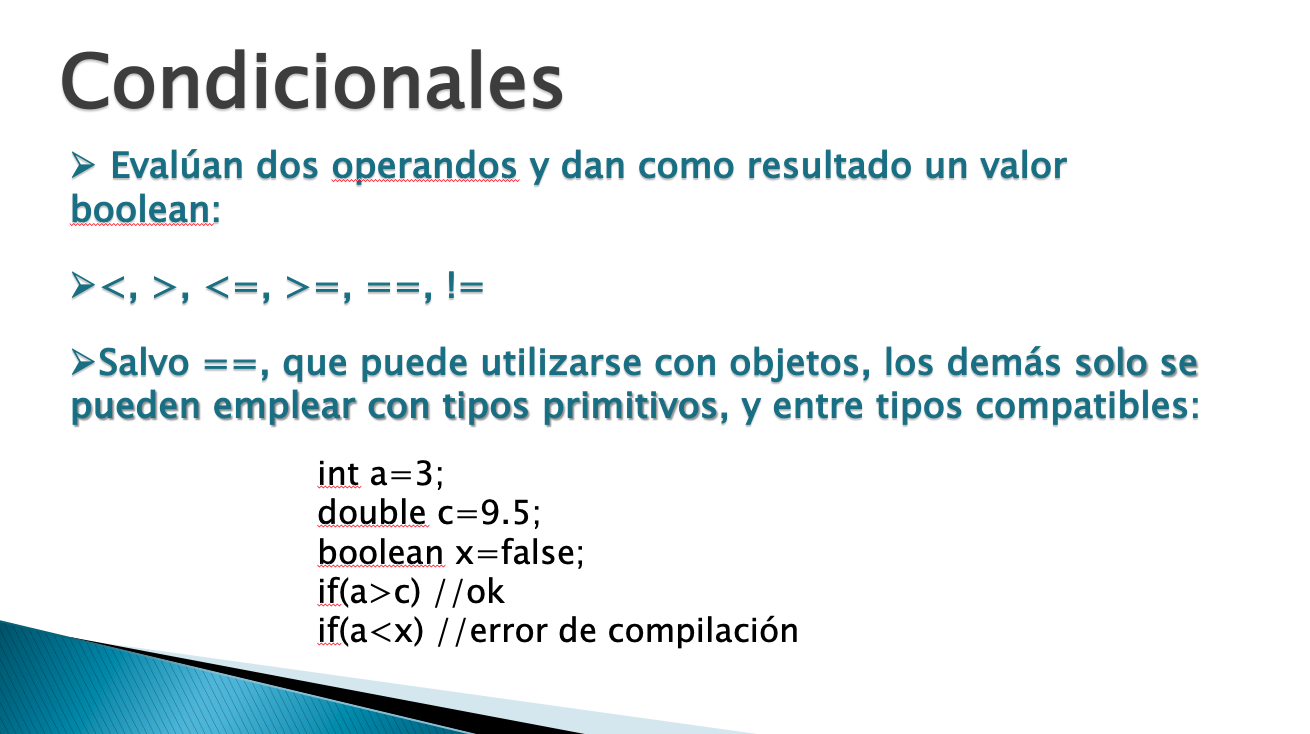 Condicionales
➢ Evalúan dos operandos y dan como resultado un valor
boolean:
➢<, >, <=, >=, ==, !=
➢Salvo ==, que puede utilizarse con objetos, los demás solo se
pueden emplear con tipos primitivos, y entre tipos compatibles:
int a=3;
double c=9.5;
boolean x=false;
if(a>c) //ok
if(a<x) //error de compilación